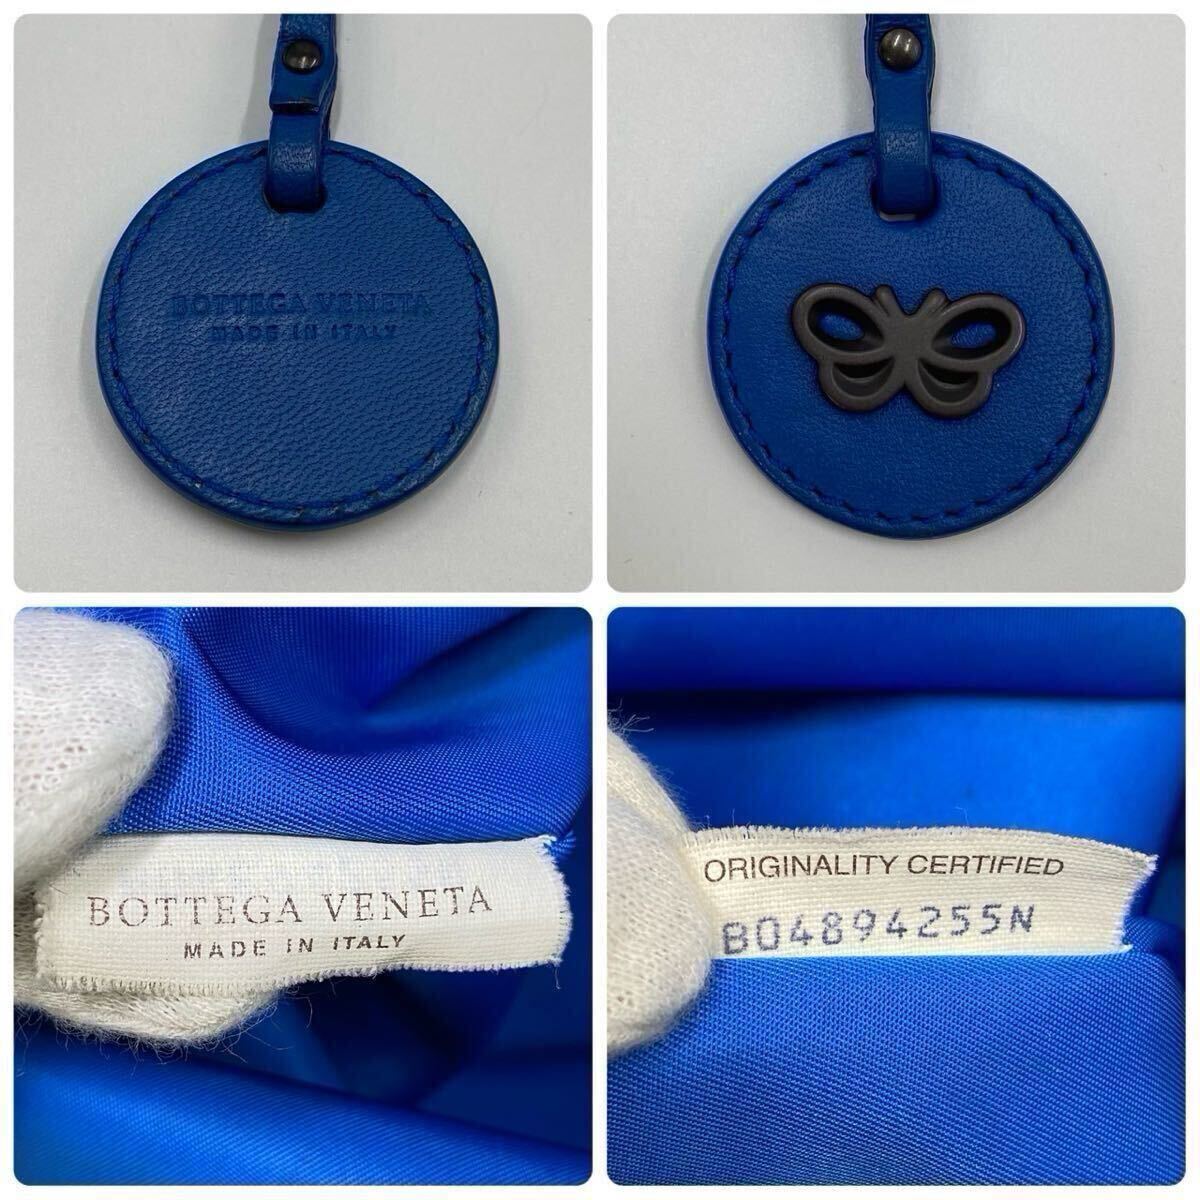 BOTTEGA VENETA
MADE IN ITALY
BOTTEGA VENETA
MADE IN ITALY
ORIGINALITY CERTIFIED
B04894255N